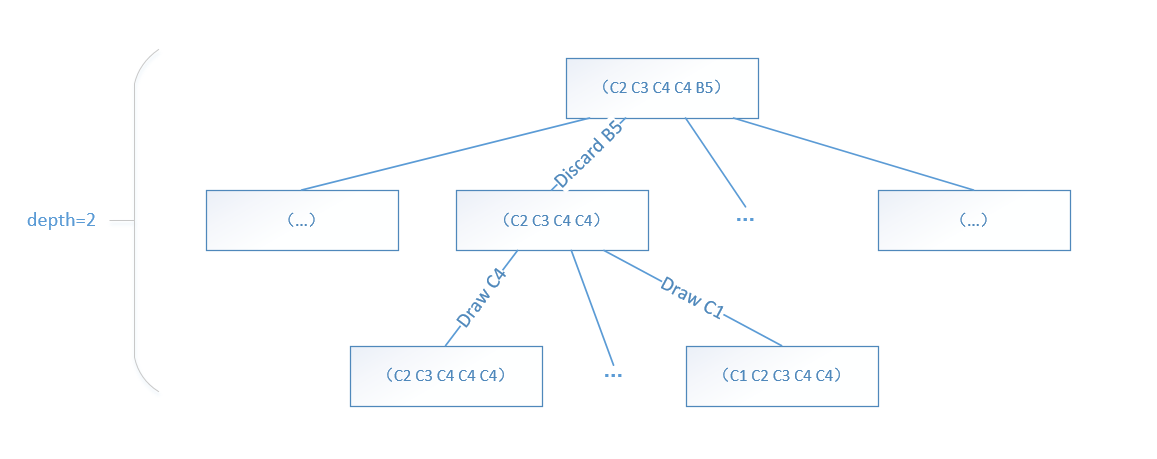 （C2 C3 C4 C4 B5）
Discard B5
depth=2
（...）
（C2 C3 C4 C4）
...
（...）
Draw C4
Draw C1
（C2 C3 C4 C4 C4）
...
（C1 C2 C3 C4 C4）